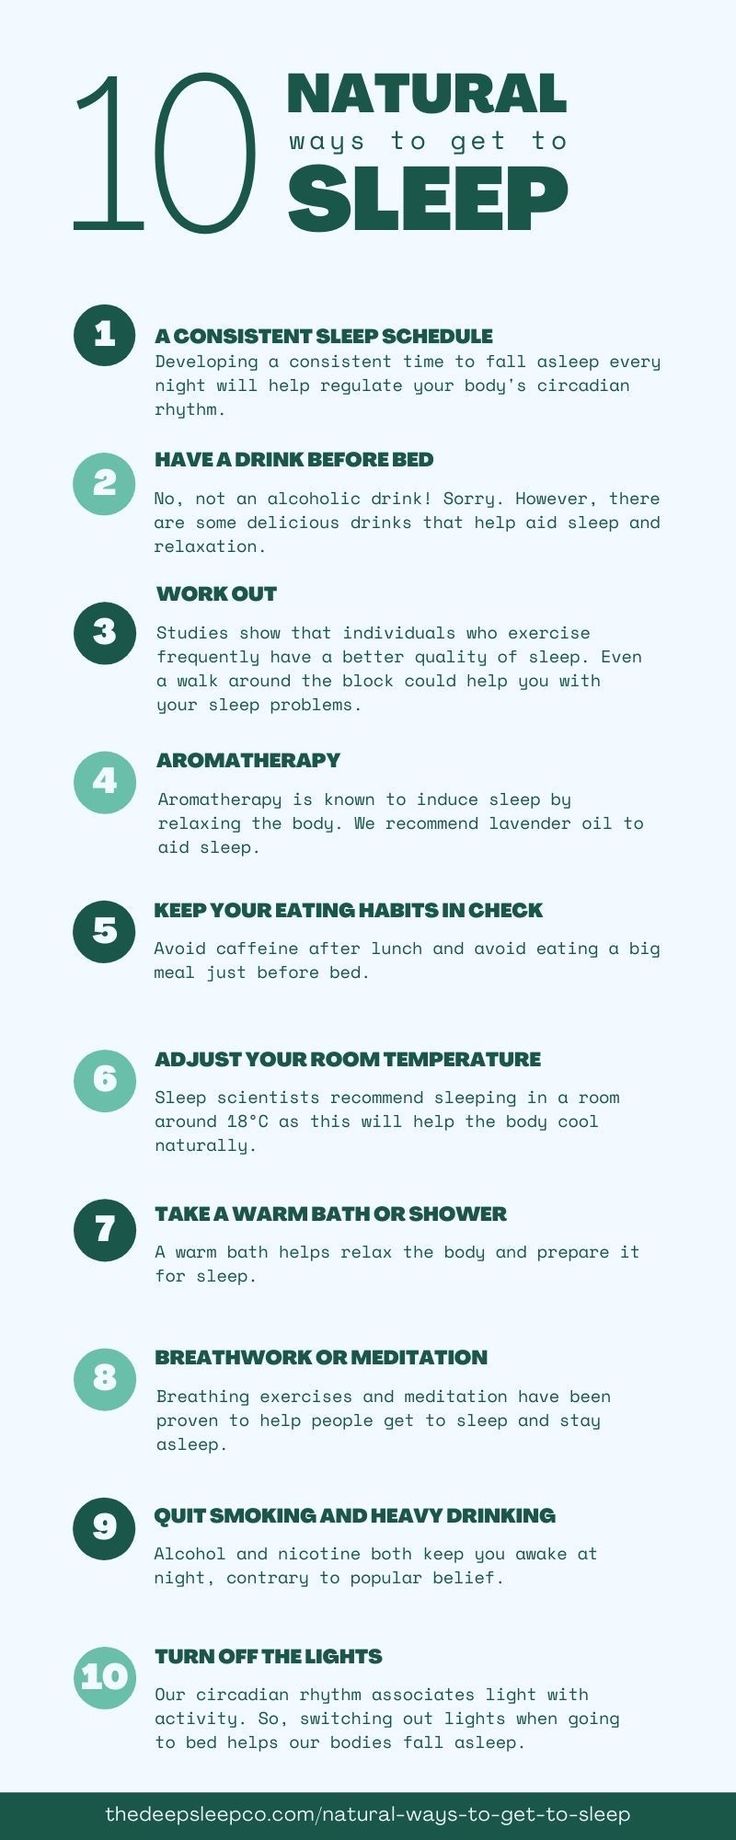 10 NATURAL
ways to get to
SLEEP
1
A CONSISTENT SLEEP SCHEDULE
Developing a consistent time to fall asleep every
night will help regulate your body's circadian
rhythm.
2
HAVE A DRINK BEFORE BED
No, not an alcoholic drink! Sorry. However, there
are some delicious drinks that help aid sleep and
relaxation.
3
WORK OUT
Studies show that individuals who exercise
frequently have a better quality of sleep. Even
a walk around the block could help you with
your sleep problems.
4
AROMATHERAPY
Aromatherapy is known to induce sleep by
relaxing the body. We recommend lavender oil to
aid sleep.
5
KEEP YOUR EATING HABITS IN CHECK
Avoid caffeine after lunch and avoid eating a big
meal just before bed.
6
ADJUST YOUR ROOM TEMPERATURE
Sleep scientists recommend sleeping in a room
around 18°C as this will help the body cool
naturally.
7
TAKE A WARM BATH OR SHOWER
A warm bath helps relax the body and prepare it
for sleep.
8
BREATHWORK OR MEDITATION
Breathing exercises and meditation have been
proven to help people get to sleep and stay
asleep.
9
QUIT SMOKING AND HEAVY DRINKING
Alcohol and nicotine both keep you awake at
night, contrary to popular belief.
10
TURN OFF THE LIGHTS
Our circadian rhythm associates light with
activity. So, switching out lights when going
to bed helps our bodies fall asleep.
thedeepsleepco.com/natural-ways-to-get-to-sleep